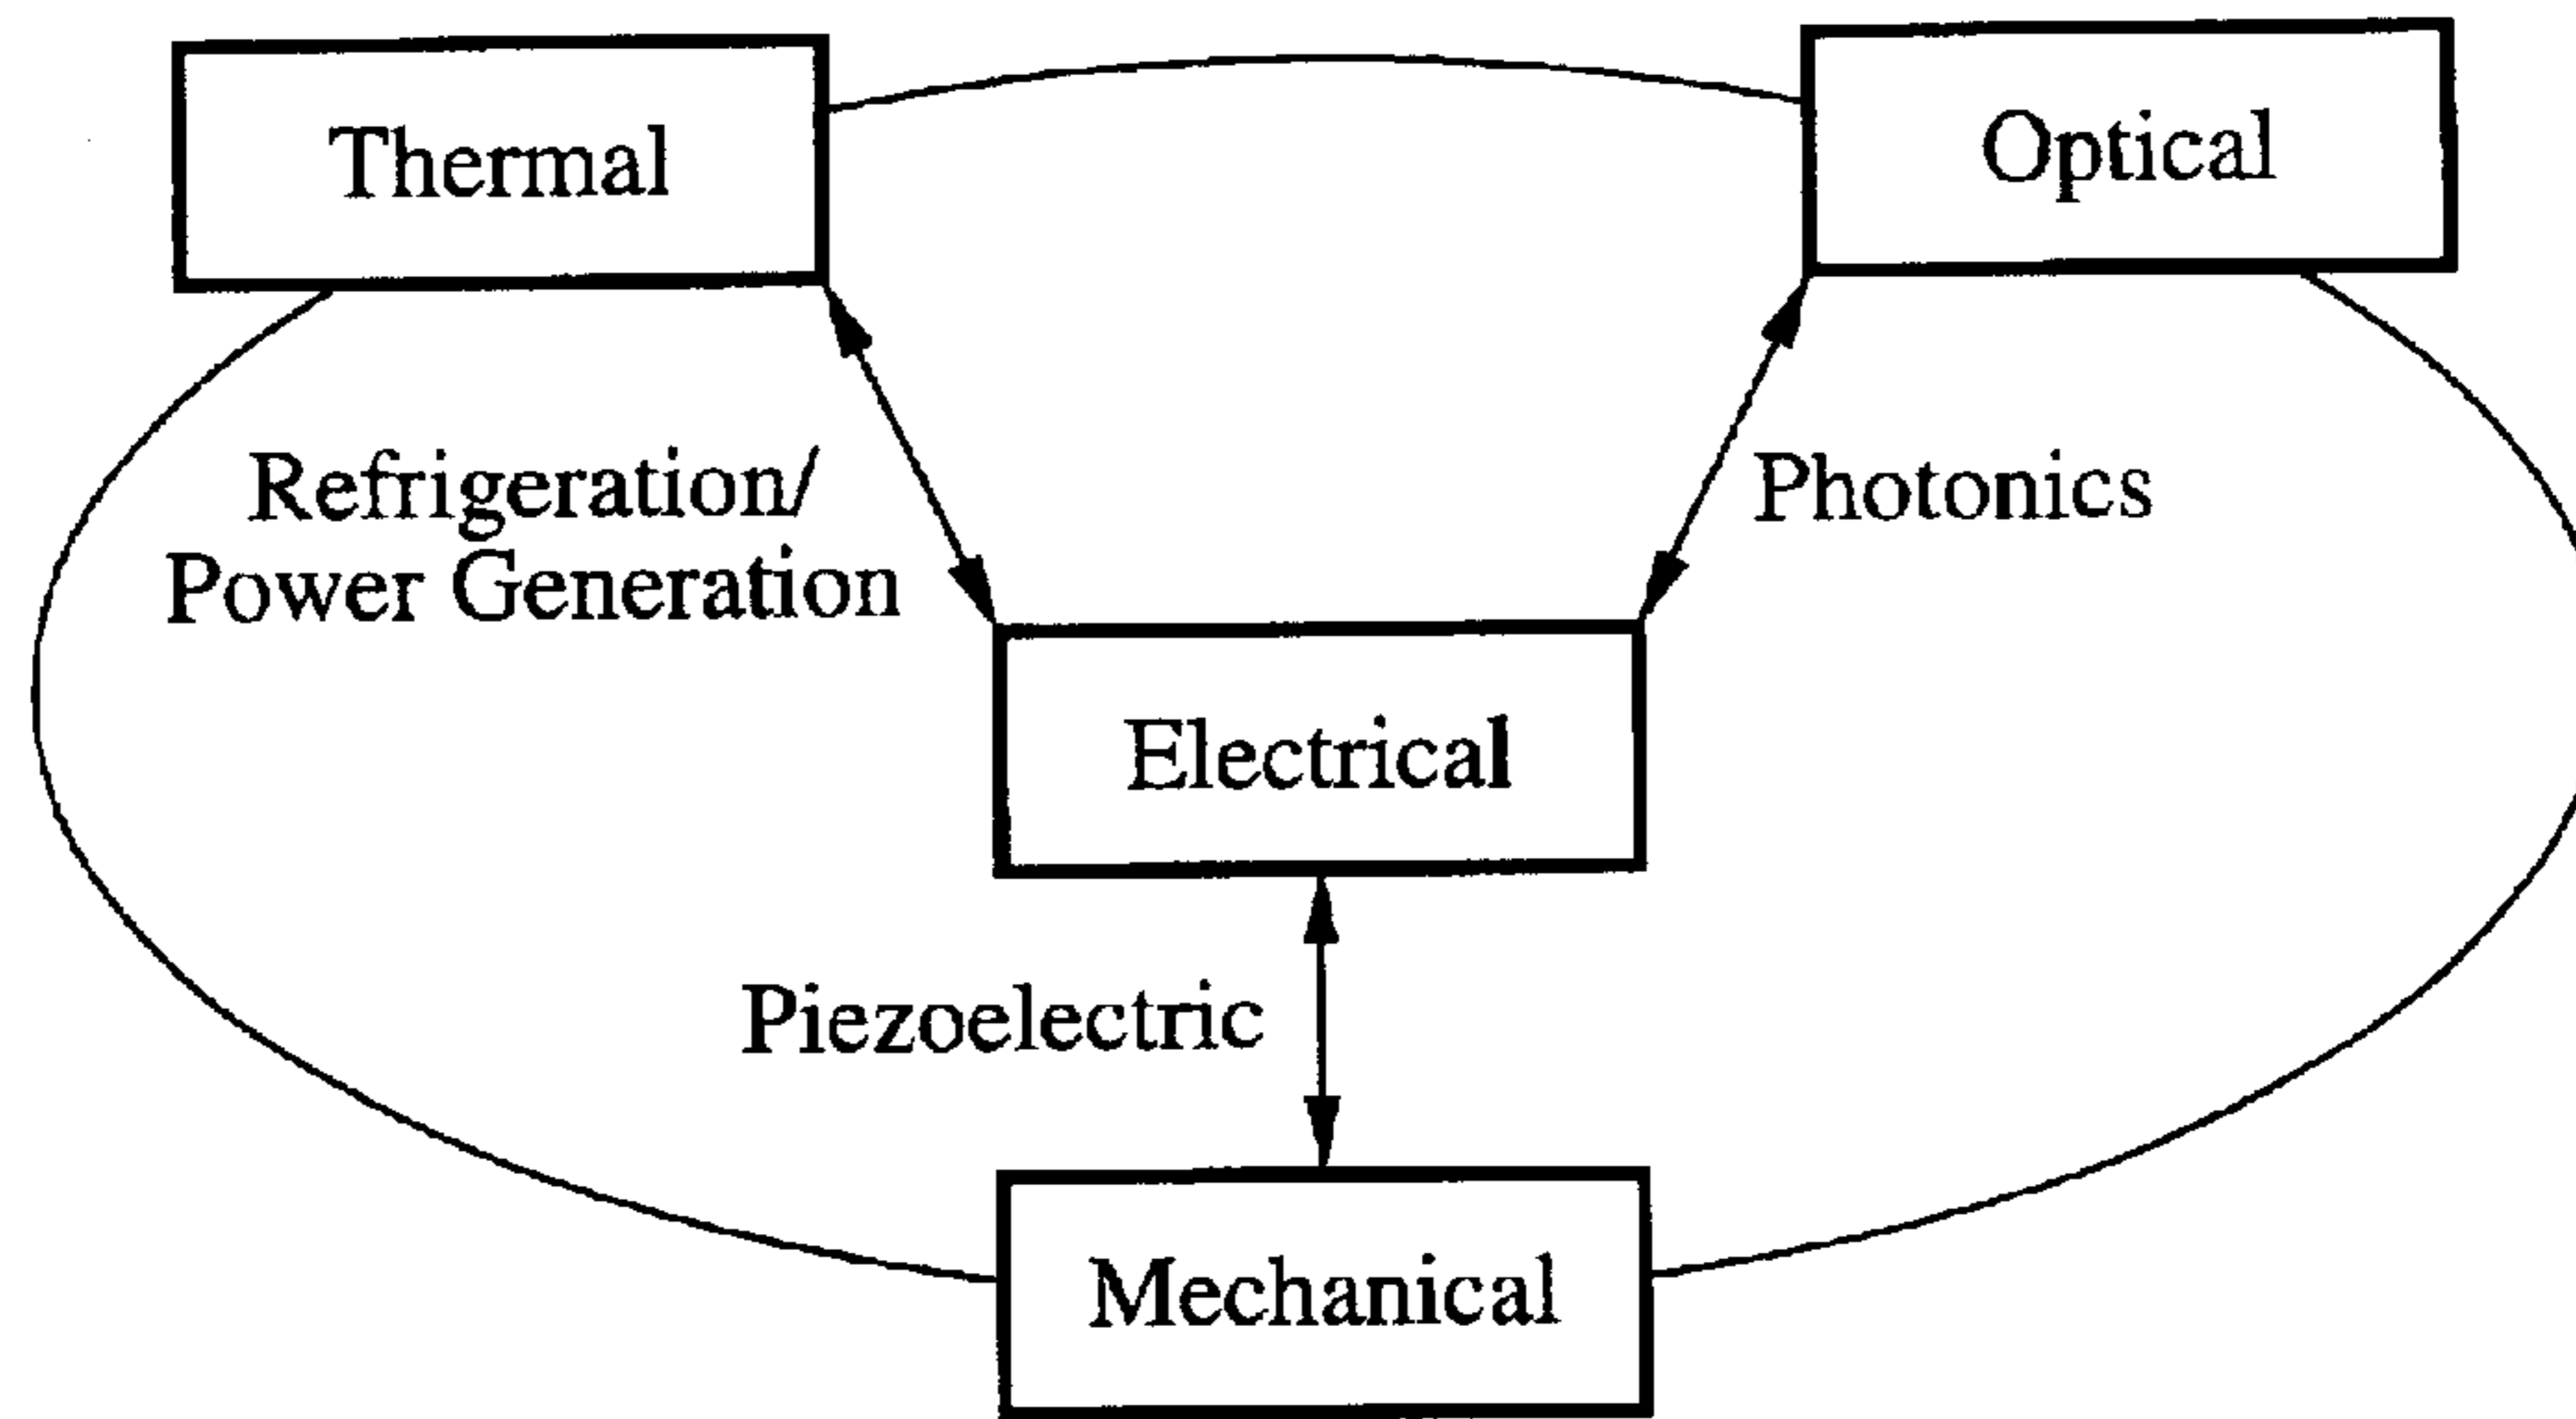 Thermal
Optical
Refrigeration/
Power Generation
Photonics
Electrical
Piezoelectric
Mechanical